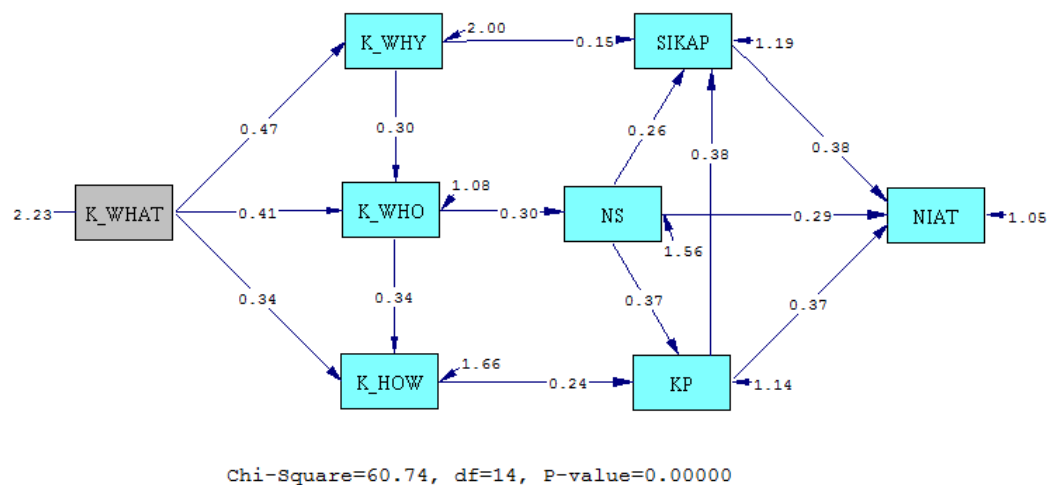 K_WHY
2.00
0.15
SIKAP
1.19
0.47
0.30
0.26
0.38
0.38
2.23
K_WHAT
0.41
K_WHO
1.08
0.30
NS
1.56
0.29
NIAT
1.05
0.34
0.34
0.37
0.37
K_HOW
1.66
0.24
KP
1.14
Chi-Square=60.74, df=14, P-value=0.00000